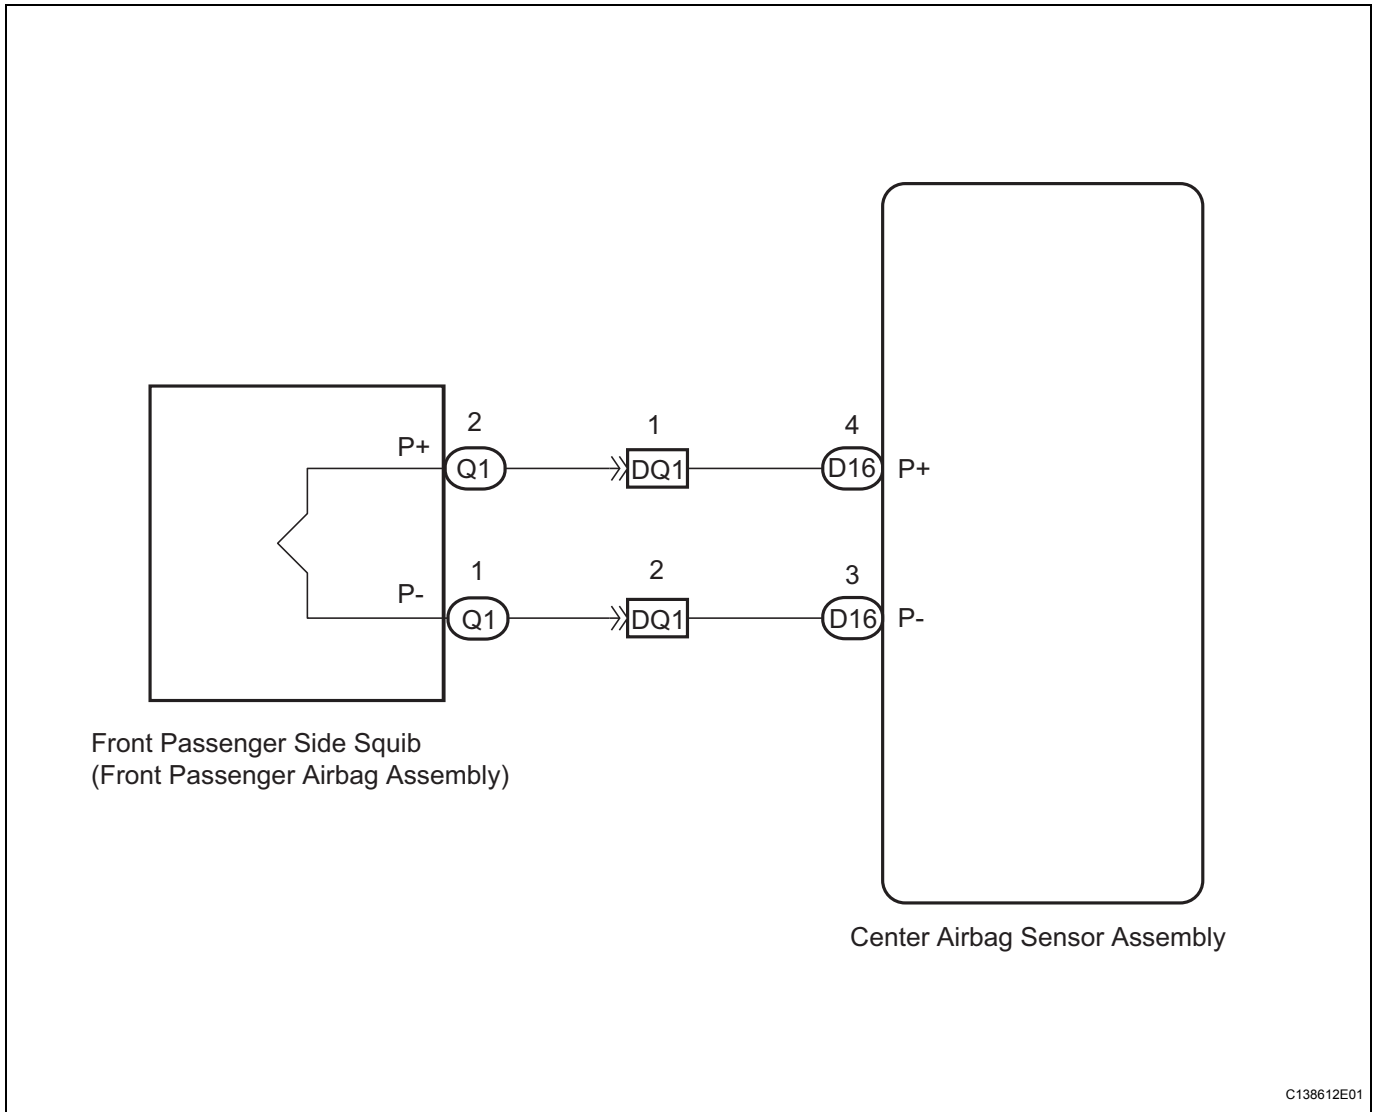 2
1
4
P+
Q1
DQ1
D16
P+
1
2
3
P-
Q1
DQ1
D16
P-
Front Passenger Side Squib
(Front Passenger Airbag Assembly)
Center Airbag Sensor Assembly
C138612E01